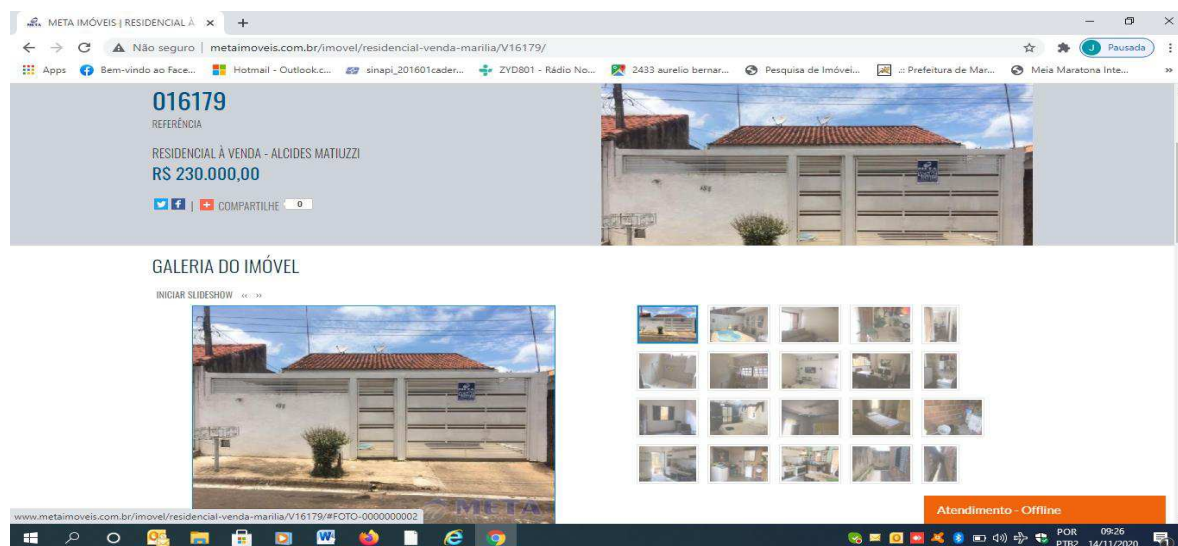 META IMÓVEIS | RESIDENCIAL À
Não seguro | metaimoveis.com.br/imovel/residencial-venda-marilia/V16179/
Pausada
Apps
Bem-vindo ao Face...
Hotmail - Outlook.c...
sinapi_201601cader...
ZYD801 - Rádio No...
2433 aurelio bernar...
Pesquisa de Imóvei...
.:: Prefeitura de Mar...
Meia Maratona Inte...
016179
REFERÊNCIA
RESIDENCIAL À VENDA - ALCIDES MATIUZZI
R$ 230.000,00
COMPARTILHE 0
GALERIA DO IMÓVEL
INICIAR SLIDESHOW ‹‹ ››
META
www.metaimoveis.com.br/imovel/residencial-venda-marilia/V16179/#FOTO-0000000002
Atendimento - Offline
POR 09:26
PTB2 14/11/2020